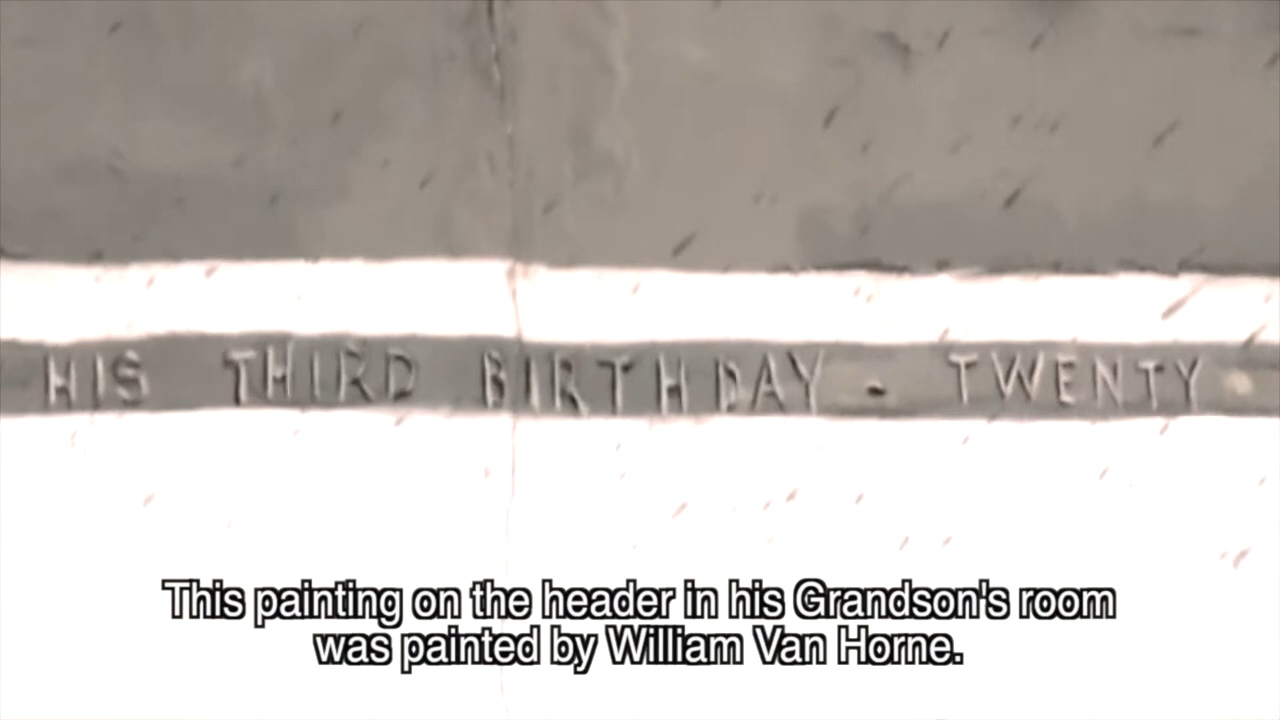 HIS THIRD BIRTHDAY · TWENTY
This painting on the header in his Grandson's room
was painted by William Van Horne.